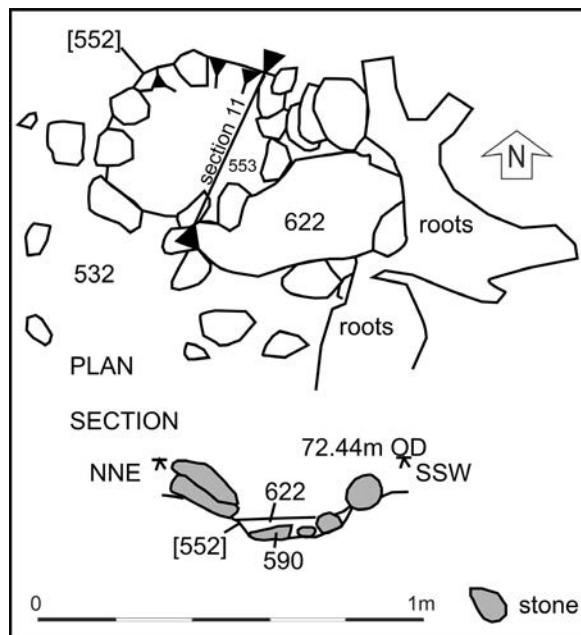 [552]
section 11
553
N
622
roots
532
roots
PLAN
SECTION
72.44m OD
NNE
SSW
622
[552]
590
0
1m
stone